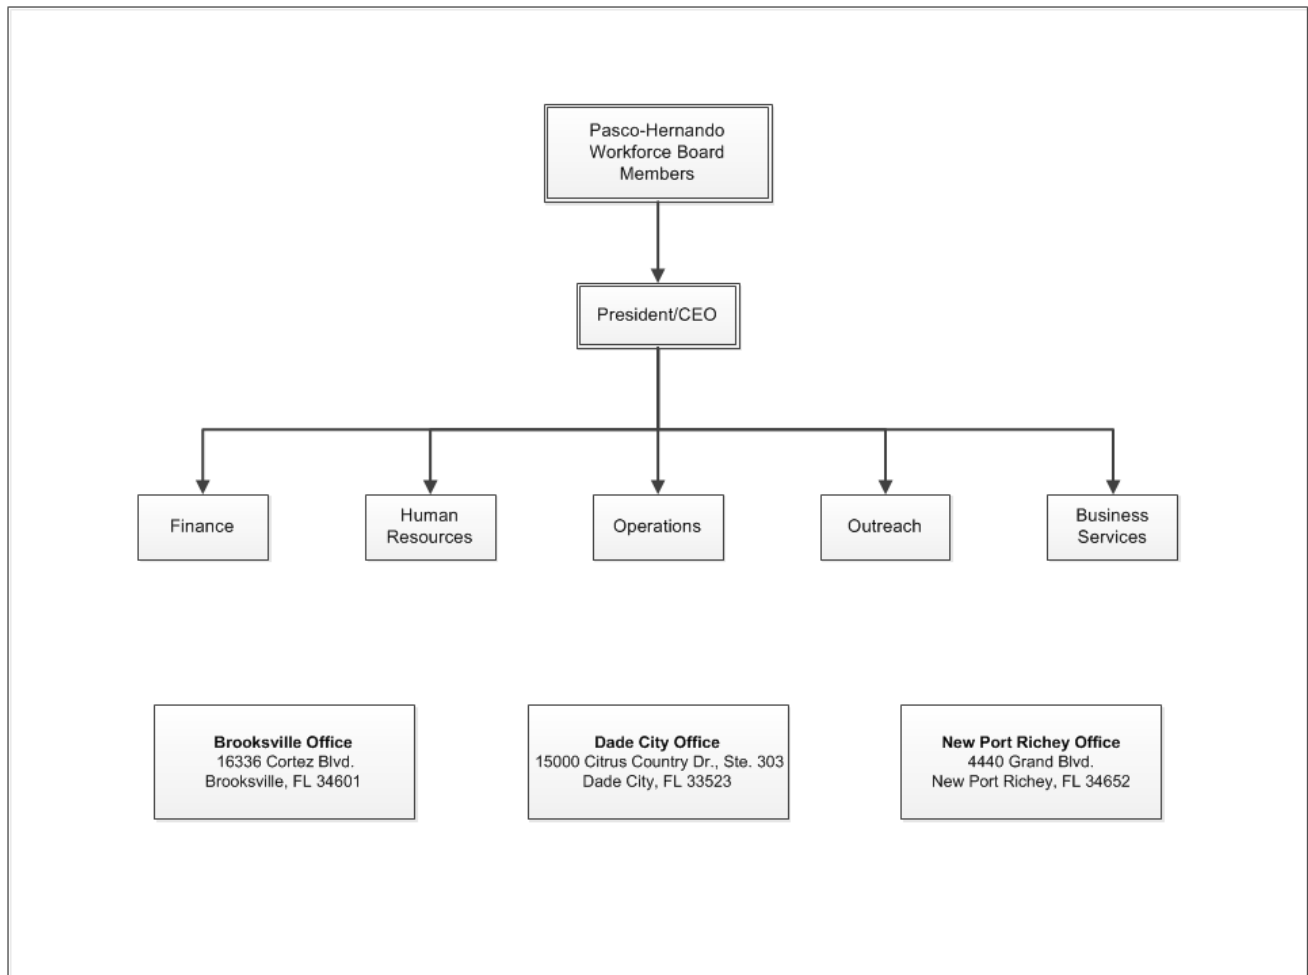 Pasco-Hernando
Workforce Board
Members
President/CEO
Finance
Human
Resources
Operations
Outreach
Business
Services
Brooksville Office
16336 Cortez Blvd.
Brooksville, FL 34601
Dade City Office
15000 Citrus Country Dr., Ste. 303
Dade City, FL 33523
New Port Richey Office
4440 Grand Blvd.
New Port Richey, FL 34652